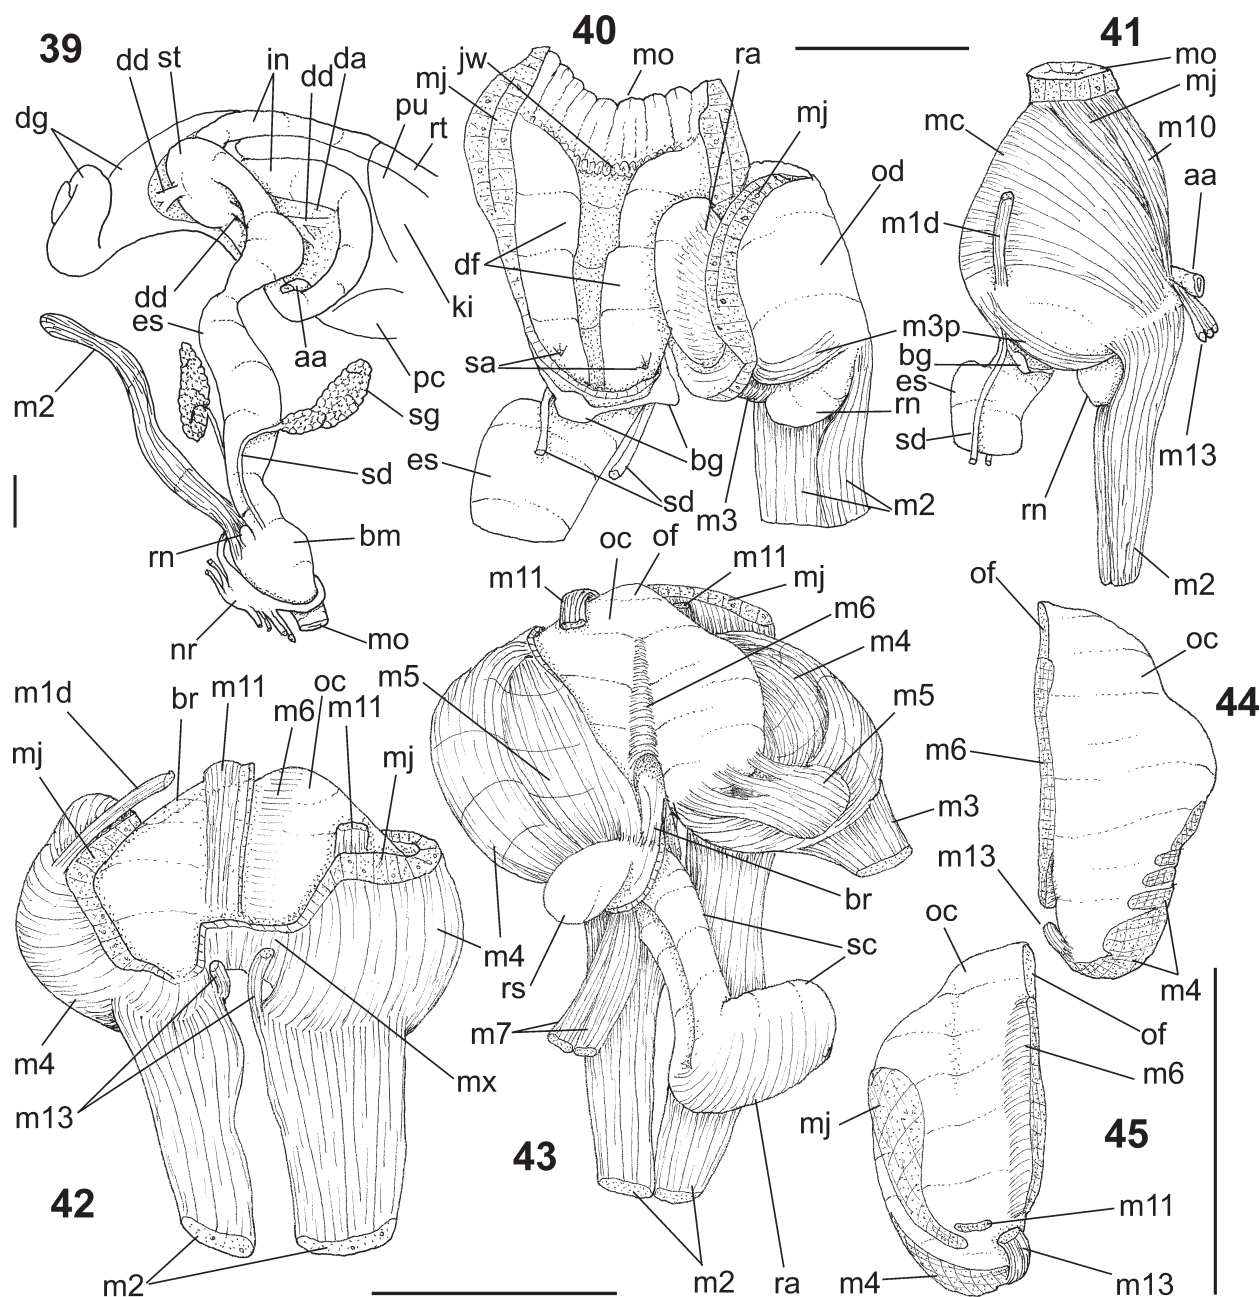 39
dd st
in
dd
da
pu
rt
dg
dd
es
aa
ki
pc
m2
sg
sd
rn
bm
nr
mo
40
jw
mj
mo
ra
mj
od
df
sa
m3p
rn
es
bg
sd
m3
m2
41
mo
mj
mc
m10
aa
m1d
m3p
bg
es
sd
m13
rn
m2
42
m1d
br
m11
m6
oc
m11
mj
mj
m4
m4
m13
mx
m2
43
oc
of
m11
m11
mj
m6
m4
m5
m5
m3
m4
br
rs
sc
m7
m2
ra
44
of
oc
m6
m13
m4
45
oc
of
m6
mj
m11
m4
m13